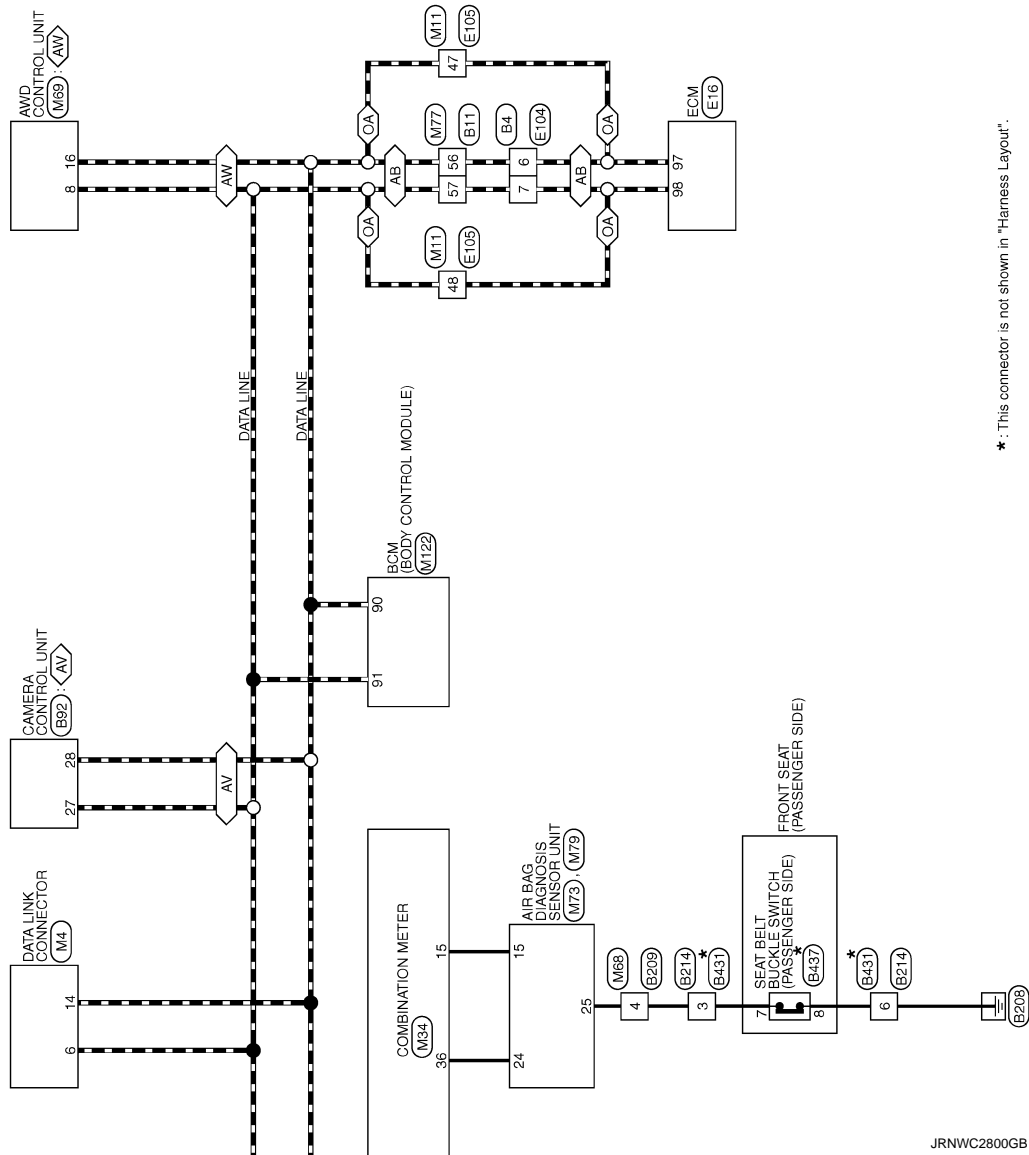 AWD
CONTROL UNIT
M69 : AW
8
16
AW
M11
E105
47
OA
OA
M77
B11
B4
E104
56
6
57
7
AB
AB
ECM
E16
97
98
OA
OA
M11
E105
48
DATA LINE
DATA LINE
BCM
(BODY CONTROL MODULE)
M122
90
91
CAMERA
CONTROL UNIT
B92 : AV
27
28
AV
DATA LINK
CONNECTOR
M4
6
14
COMBINATION METER
M34
15
36
AIR BAG
DIAGNOSIS
SENSOR UNIT
M73 , M79
15
24
25
M68
B209
4
B214
* B431
3
FRONT SEAT
(PASSENGER SIDE)
SEAT BELT
BUCKLE SWITCH
(PASSENGER SIDE)
* B437
7
8
* B431
B214
6
B208
* : This connector is not shown in "Harness Layout".
JRNWC2800GB